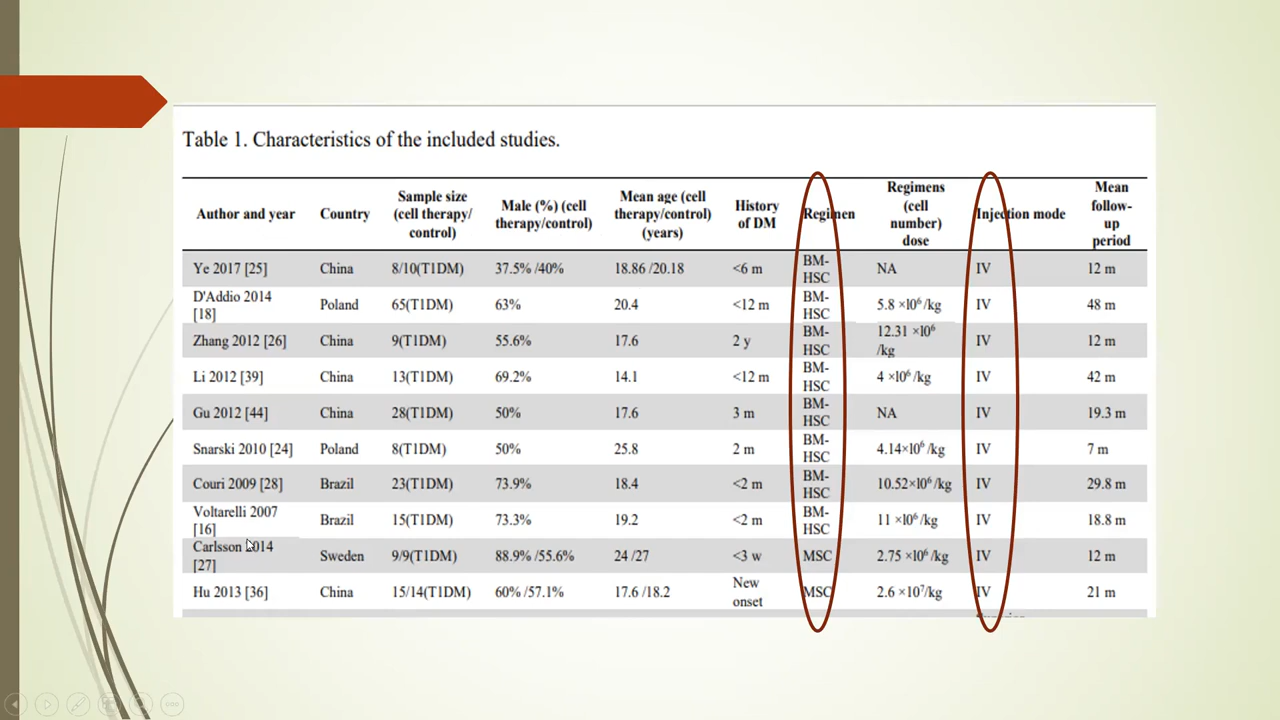 Table 1. Characteristics of the included studies.
Author and year Country Sample size (cell therapy/ control) Male (%) (cell therapy/control) Mean age (cell therapy/control) (years) History of DM Regimen Regimens (cell number) dose Injection mode Mean follow-up period
Ye 2017 [25] China 8/10(T1DM) 37.5% /40% 18.86 /20.18 <6 m BM-HSC NA IV 12 m
D'Addio 2014 [18] Poland 65(T1DM) 63% 20.4 <12 m BM-HSC 5.8 ×10⁶ /kg IV 48 m
Zhang 2012 [26] China 9(T1DM) 55.6% 17.6 2 y BM-HSC 12.31 ×10⁶ /kg IV 12 m
Li 2012 [39] China 13(T1DM) 69.2% 14.1 <12 m BM-HSC 4 ×10⁶ /kg IV 42 m
Gu 2012 [44] China 28(T1DM) 50% 17.6 3 m BM-HSC NA IV 19.3 m
Snarski 2010 [24] Poland 8(T1DM) 50% 25.8 2 m BM-HSC 4.14×10⁶ /kg IV 7 m
Couri 2009 [28] Brazil 23(T1DM) 73.9% 18.4 <2 m BM-HSC 10.52×10⁶ /kg IV 29.8 m
Voltarelli 2007 [16] Brazil 15(T1DM) 73.3% 19.2 <2 m BM-HSC 11 ×10⁶ /kg IV 18.8 m
Carlsson 2014 [27] Sweden 9/9(T1DM) 88.9% /55.6% 24 /27 <3 w MSC 2.75 ×10⁶ /kg IV 12 m
Hu 2013 [36] China 15/14(T1DM) 60% /57.1% 17.6 /18.2 New onset MSC 2.6 ×10⁷/kg IV 21 m